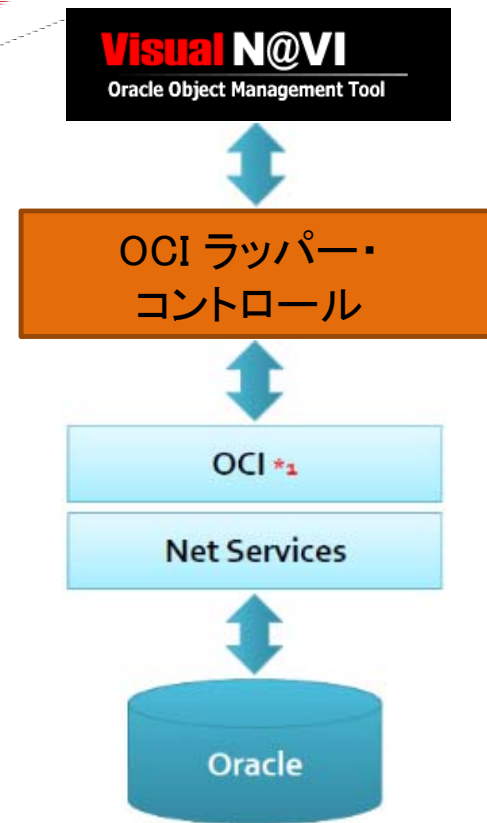 Visual N@VI
Oracle Object Management Tool
OCI ラッパー・
コントロール
OCI *1
Net Services
Oracle